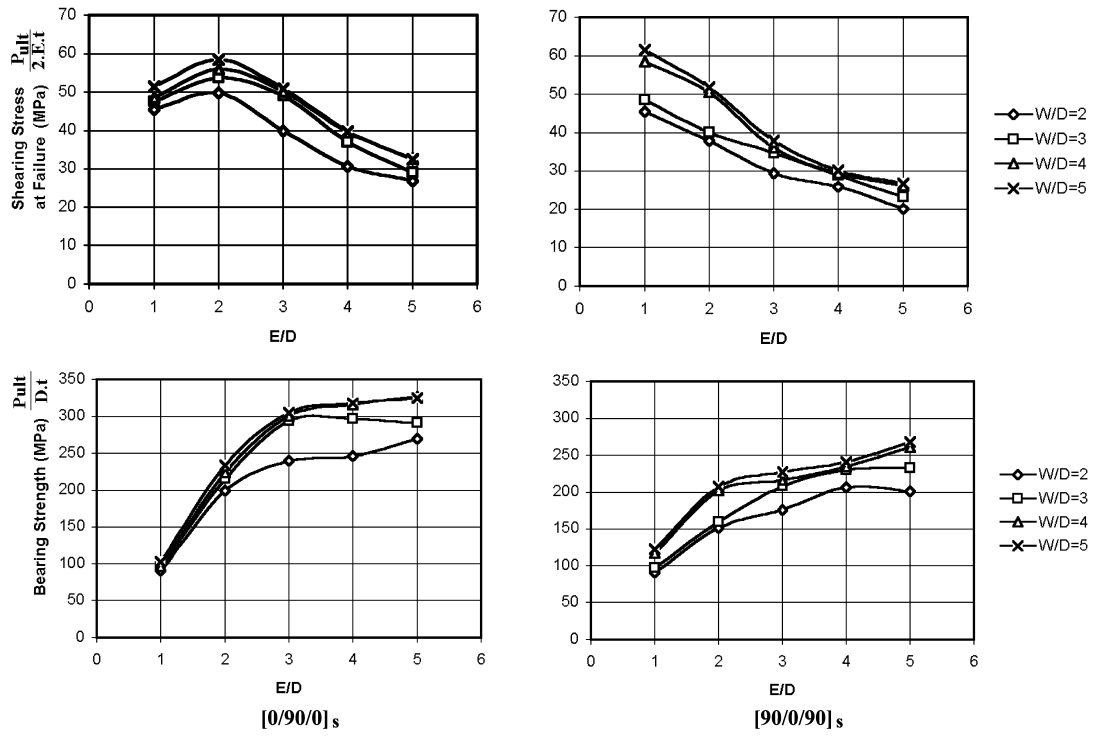 Pult
2.E.t
Shearing Stress
at Failure (MPa)
70
60
50
40
30
20
10
0
0 1 2 3 4 5 6
E/D
70
60
50
40
30
20
10
0
0 1 2 3 4 5 6
E/D
W/D=2
W/D=3
W/D=4
W/D=5
Pult
D.t
Bearing Strength (MPa)
350
300
250
200
150
100
50
0
0 1 2 3 4 5 6
E/D
[0/90/0] s
350
300
250
200
150
100
50
0
0 1 2 3 4 5 6
E/D
[90/0/90] s
W/D=2
W/D=3
W/D=4
W/D=5